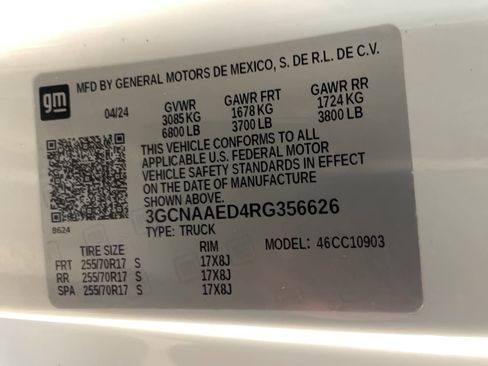 gm
MFD BY GENERAL MOTORS DE MEXICO, S. DE R.L. DE C.V.
04/24 GVWR GAWR FRT GAWR RR
3085 KG 1678 KG 1724 KG
6800 LB 3700 LB 3800 LB
THIS VEHICLE CONFORMS TO ALL
APPLICABLE U.S. FEDERAL MOTOR
VEHICLE SAFETY STANDARDS IN EFFECT
ON THE DATE OF MANUFACTURE
SHOWN ABOVE.
3GCNAAED4RG356626
8624
TYPE: TRUCK
TIRE SIZE RIM MODEL: 46CC10903
FRT 255/70R17 S 17X8J
RR 255/70R17 S 17X8J
SPA 255/70R17 S 17X8J